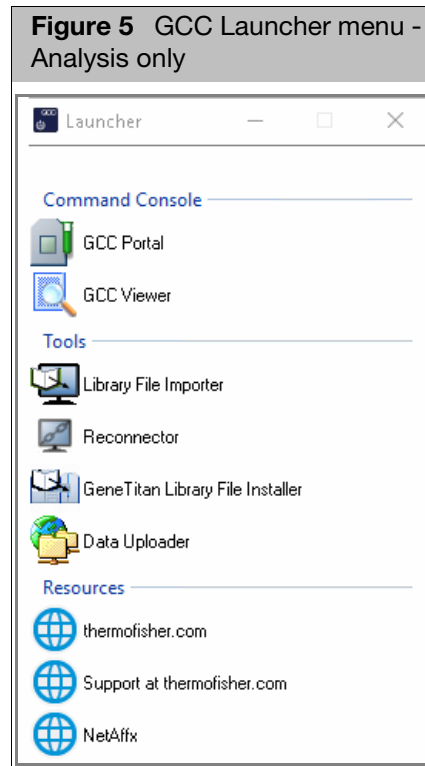 Figure 5 GCC Launcher menu -
Analysis only
GCC
Launcher
Command Console
GCC Portal
GCC Viewer
Tools
Library File Importer
Reconnector
GeneTitan Library File Installer
Data Uploader
Resources
thermofisher.com
Support at thermofisher.com
NetAffx